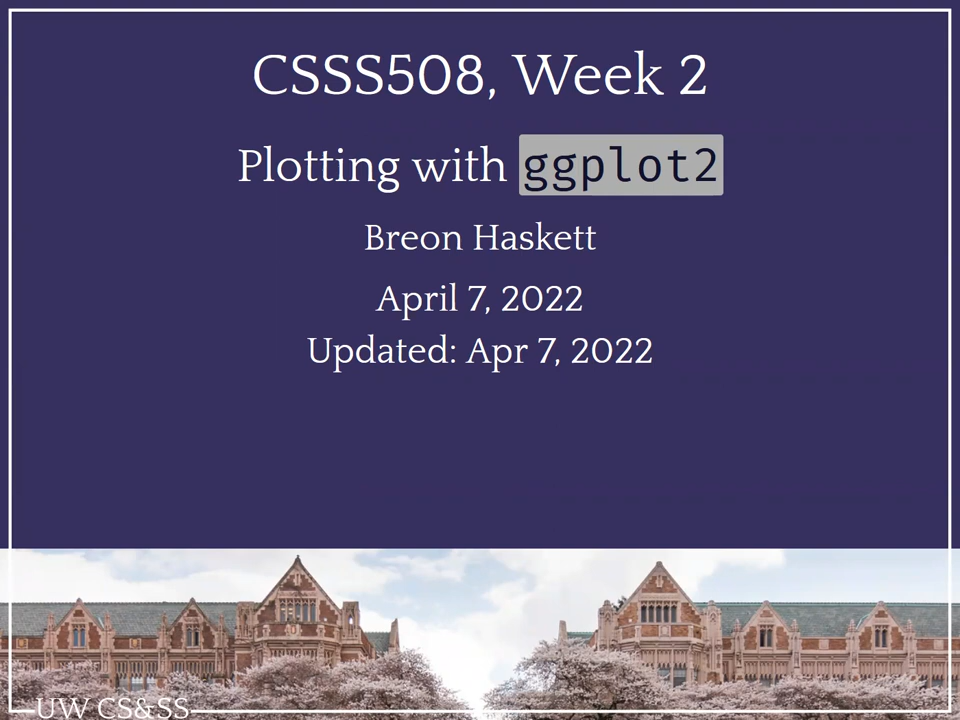 CSSS508, Week 2
Plotting with ggplot2
Breon Haskett
April 7, 2022
Updated: Apr 7, 2022
UW CS&SS